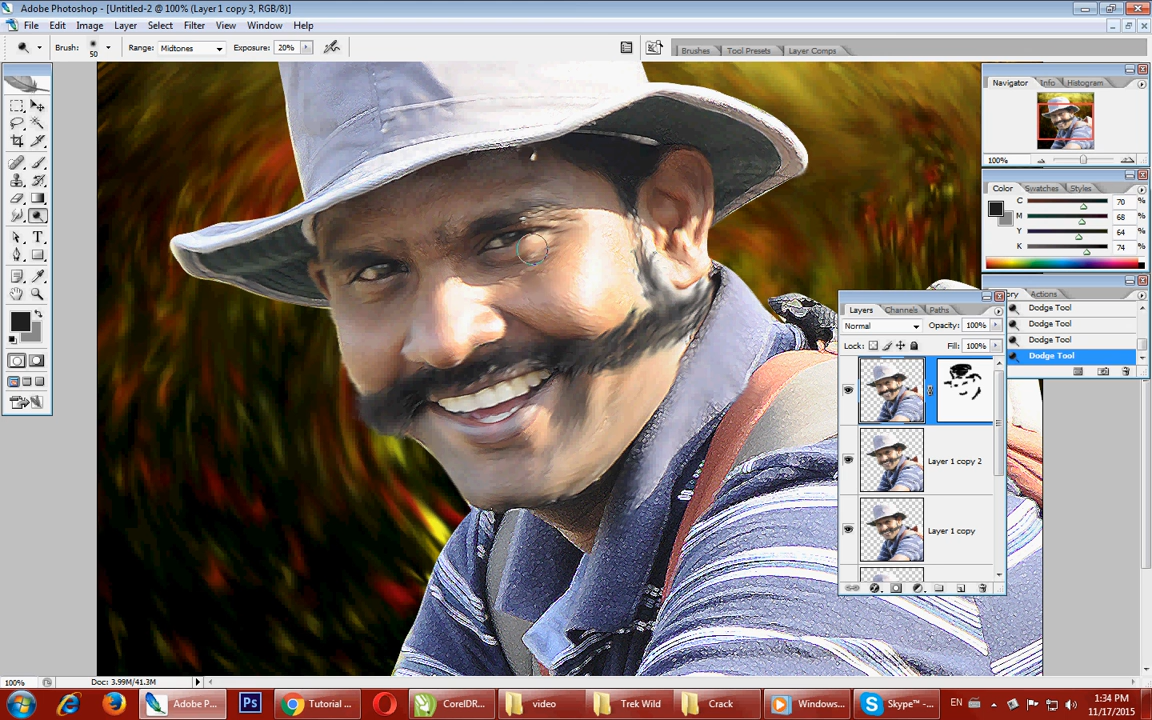 Adobe Photoshop - [Untitled-2 @ 100% (Layer 1 copy 3, RGB/8)]
File Edit Image Layer Select Filter View Window Help
Brush: 50 Range: Midtones Exposure: 20% Brushes Tool Presets Layer Comps
Navigator Info Histogram
100%
Color Swatches Styles
C 70 %
M 68 %
Y 64 %
K 74 %
Actions
Dodge Tool
Dodge Tool
Dodge Tool
Dodge Tool
Layers Channels Paths
Normal Opacity: 100%
Lock: Fill: 100%
Layer 1 copy 2
Layer 1 copy
100% Doc: 3.99M/41.3M
Adobe P... Ps Tutorial ... CorelDR... video Trek Wild Crack Windows... Skype™ -... EN 1:34 PM
11/17/2015